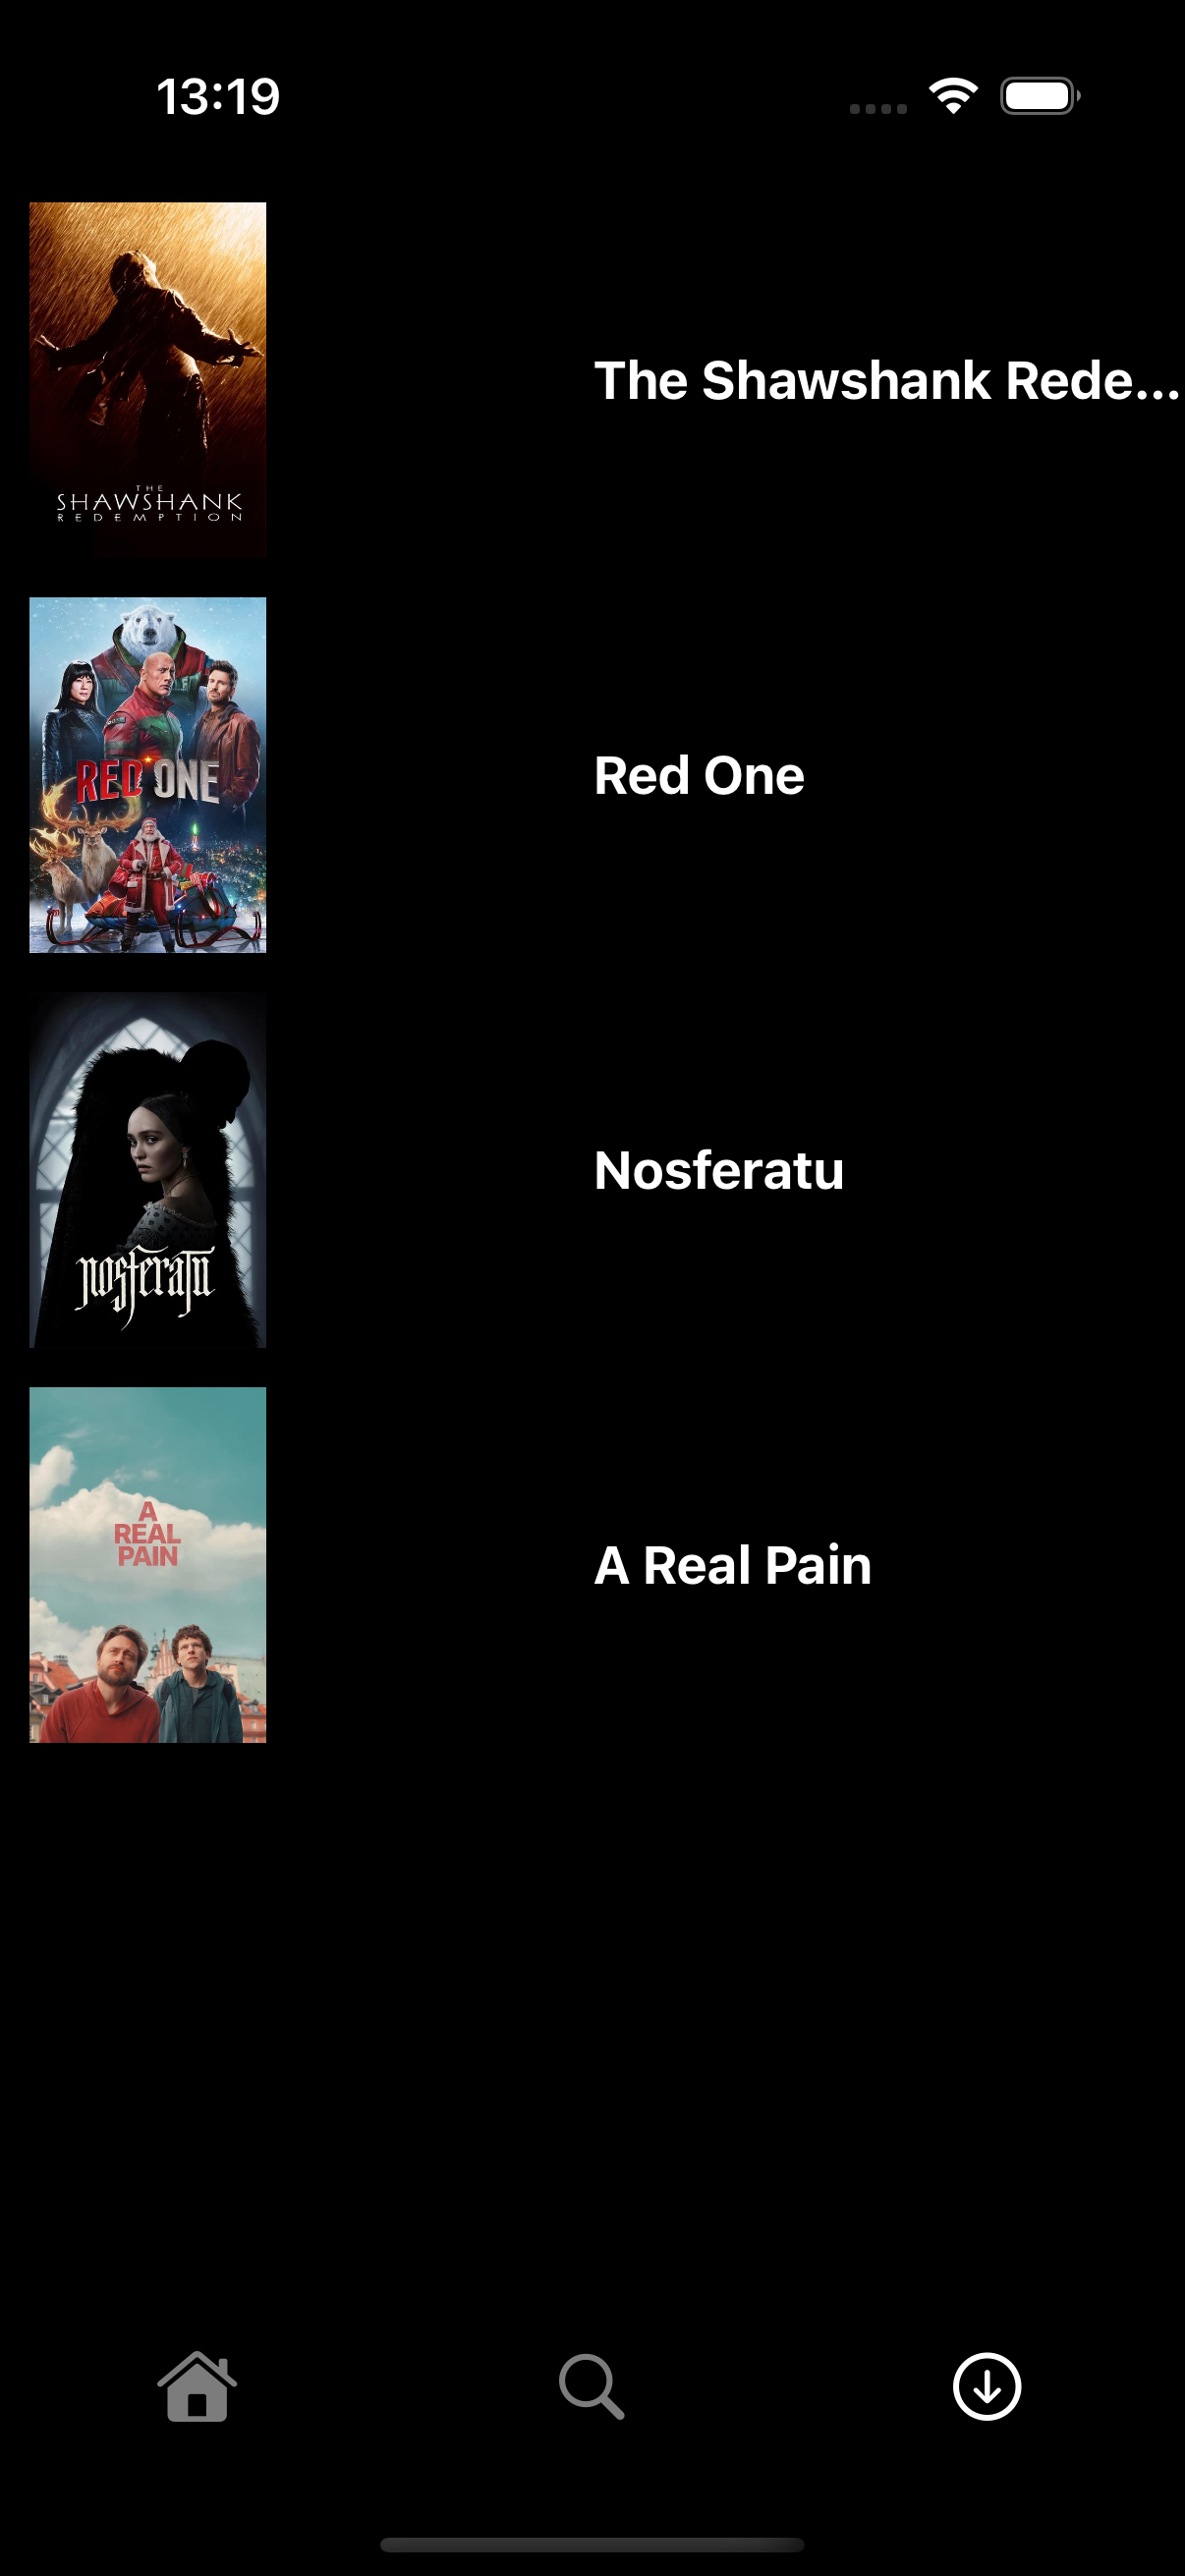 13:19
THE
SHAWSHANK
REDEMPTION
The Shawshank Rede...
RED ONE
Red One
nosferatu
Nosferatu
A
REAL
PAIN
A Real Pain